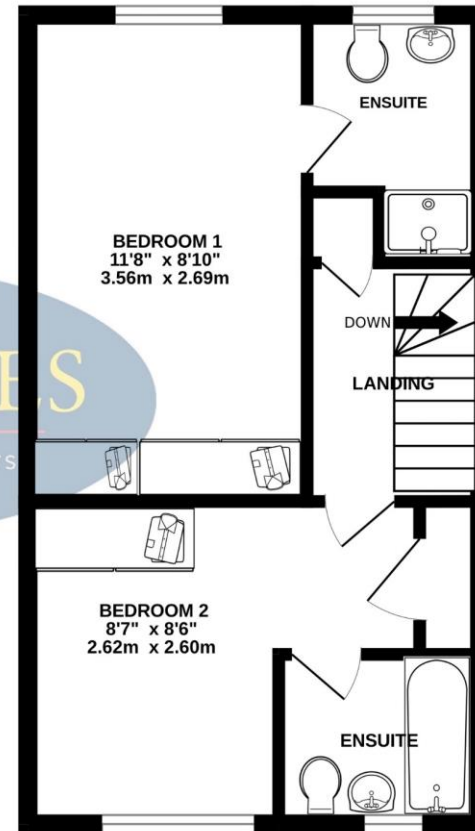 ENSUITE
BEDROOM 1
11'8" x 8'10"
3.56m x 2.69m
DOWN
LANDING
BEDROOM 2
8'7" x 8'6"
2.62m x 2.60m
ENSUITE